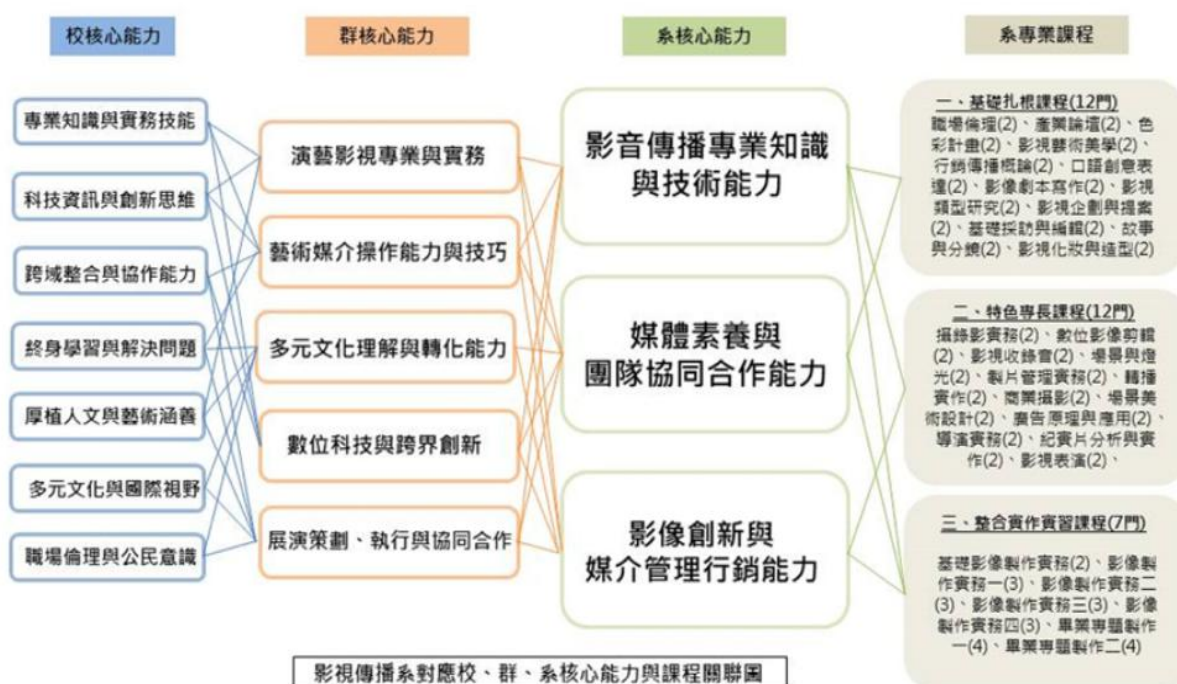 校核心能力
群核心能力
系核心能力
系專業課程
專業知識與實務技能
科技資訊與創新思維
跨域整合與協作能力
終身學習與解決問題
厚植人文與藝術涵養
多元文化與國際視野
職場倫理與公民意識
演藝影視專業與實務
藝術媒介操作能力與技巧
多元文化理解與轉化能力
數位科技與跨界創新
展演策劃、執行與協同合作
影音傳播專業知識
與技術能力
媒體素養與
團隊協同合作能力
影像創新與
媒介管理行銷能力
一、基礎扎根課程(12門)
職場倫理(2)、產業論壇(2)、色
彩計畫(2)、影視藝術美學(2)、
行銷傳播概論(2)、口語創意表
達(2)、影像劇本寫作(2)、影視
類型研究(2)、影視企劃與提案
(2)、基礎採訪與編輯(2)、故事
與分鏡(2)、影視化妝與造型(2)
二、特色專長課程(12門)
攝錄影實務(2)、數位影像剪輯
(2)、影視收錄音(2)、場景與燈
光(2)、製片管理實務(2)、轉播
實作(2)、商業攝影(2)、場景美
術設計(2)、廣告原理與應用(2)、
導演實務(2)、紀實片分析與實
作(2)、影視表演(2)、
三、整合實作實習課程(7門)
基礎影像製作實務(2)、影像製
作實務一(3)、影像製作實務二
(3)、影像製作實務三(3)、影像
製作實務四(3)、畢業專題製作
一(4)、畢業專題製作二(4)
影視傳播系對應校、群、系核心能力與課程關聯圖